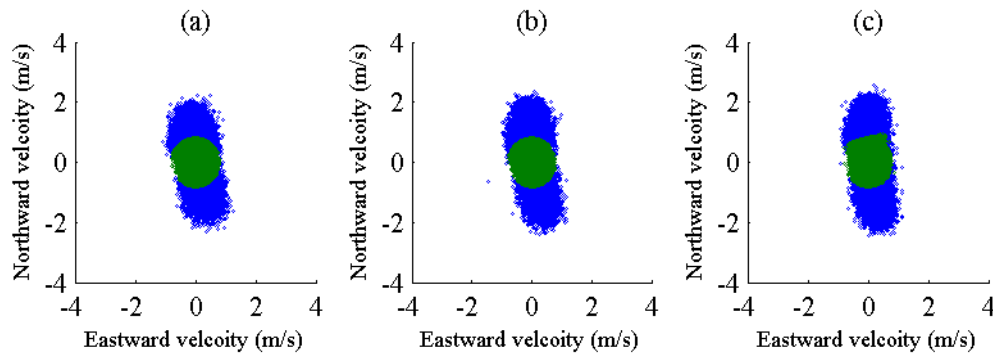 (a) (b) (c)
4 4 4
2 2 2
0 0 0
-2 -2 -2
-4 -4 -4
Northward velcoity (m/s) Northward velcoity (m/s) Northward velcoity (m/s)
-4 -2 0 2 4 -4 -2 0 2 4 -4 -2 0 2 4
Eastward velcoity (m/s) Eastward velcoity (m/s) Eastward velcoity (m/s)